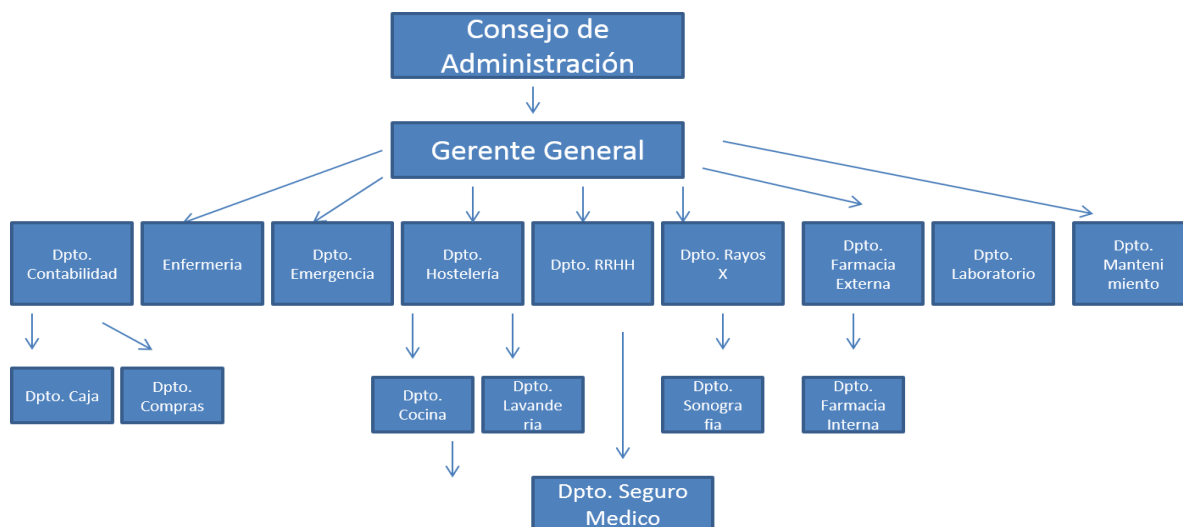 Consejo de
Administración
Gerente General
Dpto.
Contabilidad
Enfermeria
Dpto.
Emergencia
Dpto.
Hostelería
Dpto. RRHH
Dpto. Rayos
X
Dpto.
Farmacia
Externa
Dpto.
Laboratorio
Dpto.
Manteni
miento
Dpto. Caja
Dpto.
Compras
Dpto.
Cocina
Dpto.
Lavande
ria
Dpto.
Sonogra
fia
Dpto.
Farmacia
Interna
Dpto. Seguro
Medico